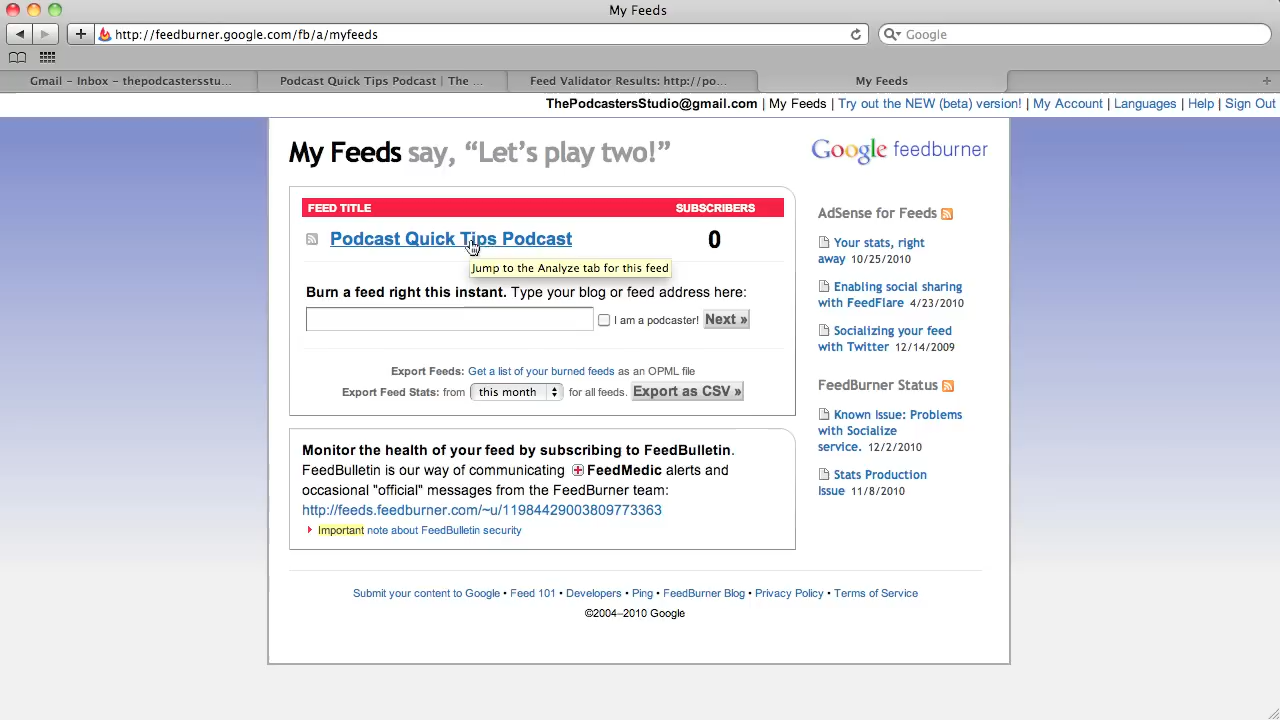 My Feeds
http://feedburner.google.com/fb/a/myfeeds
Google
Gmail – Inbox – thepodcastersstu...
Podcast Quick Tips Podcast | The ...
Feed Validator Results: http://po...
My Feeds
ThePodcastersStudio@gmail.com | My Feeds | Try out the NEW (beta) version! | My Account | Languages | Help | Sign Out
My Feeds say, “Let’s play two!”
Google feedburner
FEED TITLE SUBSCRIBERS
Podcast Quick Tips Podcast 0
Jump to the Analyze tab for this feed
Burn a feed right this instant. Type your blog or feed address here:
I am a podcaster! Next »
Export Feeds: Get a list of your burned feeds as an OPML file
Export Feed Stats: from this month for all feeds. Export as CSV »
Monitor the health of your feed by subscribing to FeedBulletin.
FeedBulletin is our way of communicating FeedMedic alerts and
occasional "official" messages from the FeedBurner team:
http://feeds.feedburner.com/~u/11984429003809773363
Important note about FeedBulletin security
AdSense for Feeds
Your stats, right
away 10/25/2010
Enabling social sharing
with FeedFlare 4/23/2010
Socializing your feed
with Twitter 12/14/2009
FeedBurner Status
Known Issue: Problems
with Socialize
service. 12/2/2010
Stats Production
Issue 11/8/2010
Submit your content to Google • Feed 101 • Developers • Ping • FeedBurner Blog • Privacy Policy • Terms of Service
©2004–2010 Google